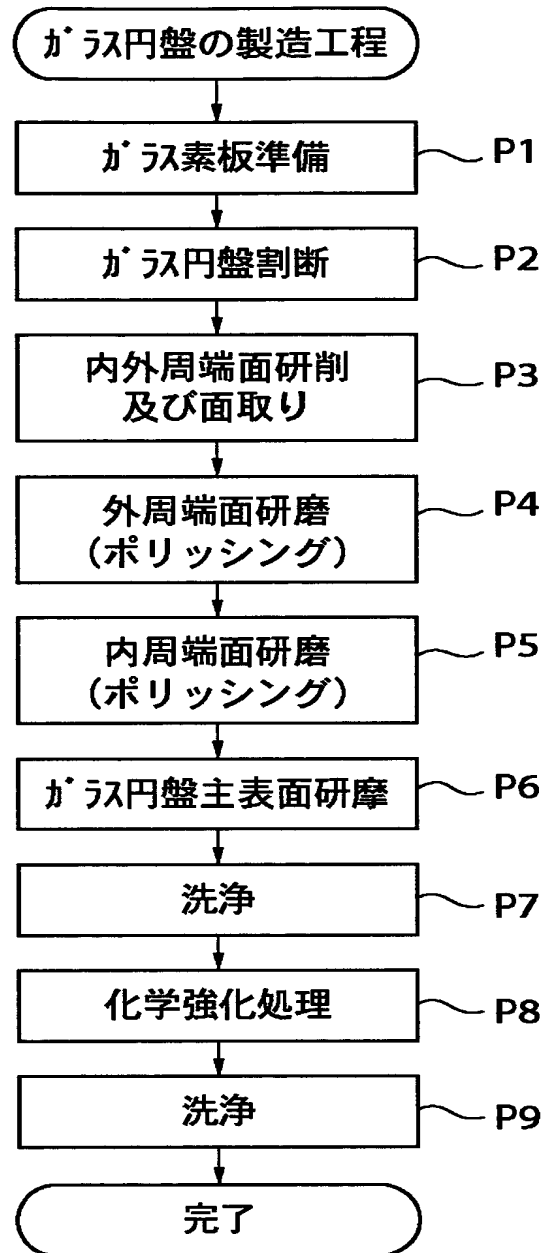 ｶﾞﾗｽ円盤の製造工程
ｶﾞﾗｽ素板準備
P1
ｶﾞﾗｽ円盤割断
P2
内外周端面研削
及び面取り
P3
外周端面研磨
(ポリッシング)
P4
内周端面研磨
(ポリッシング)
P5
ｶﾞﾗｽ円盤主表面研摩
P6
洗浄
P7
化学強化処理
P8
洗浄
P9
完了